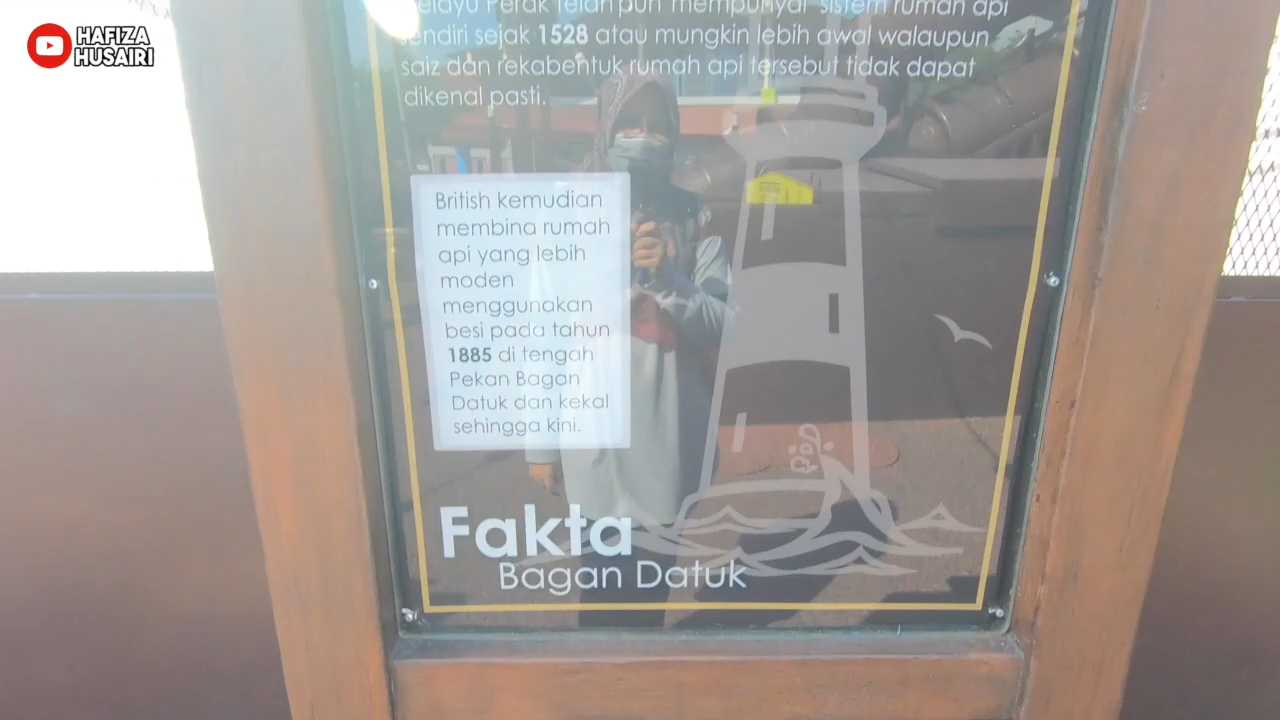 HAFIZA
HUSAIRI
Melayu Perak telah pun mempunyai sistem rumah api
sendiri sejak 1528 atau mungkin lebih awal walaupun
saiz dan rekabentuk rumah api tersebut tidak dapat
dikenal pasti.
British kemudian
membina rumah
api yang lebih
moden
menggunakan
besi pada tahun
1885 di tengah
Pekan Bagan
Datuk dan kekal
sehingga kini.
Fakta
Bagan Datuk